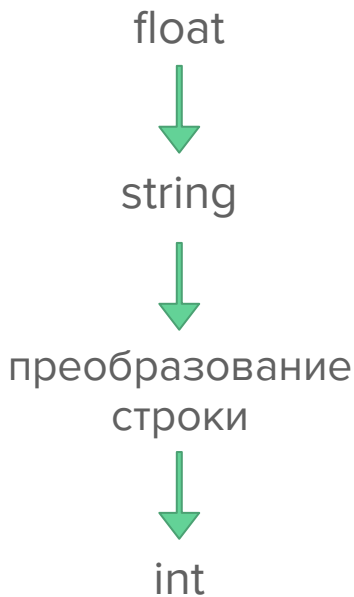 float
string
преобразование
строки
int